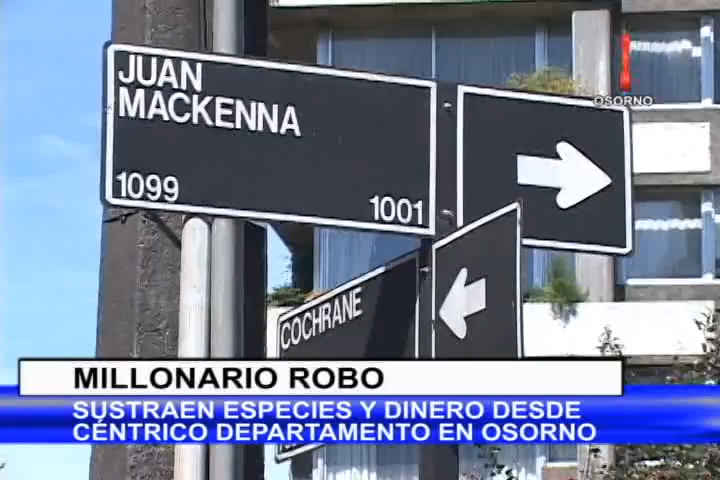 JUAN
MACKENNA
1099
1001
OSORNO
COCHRANE
MILLONARIO ROBO
SUSTRAEN ESPECIES Y DINERO DESDE
CÉNTRICO DEPARTAMENTO EN OSORNO